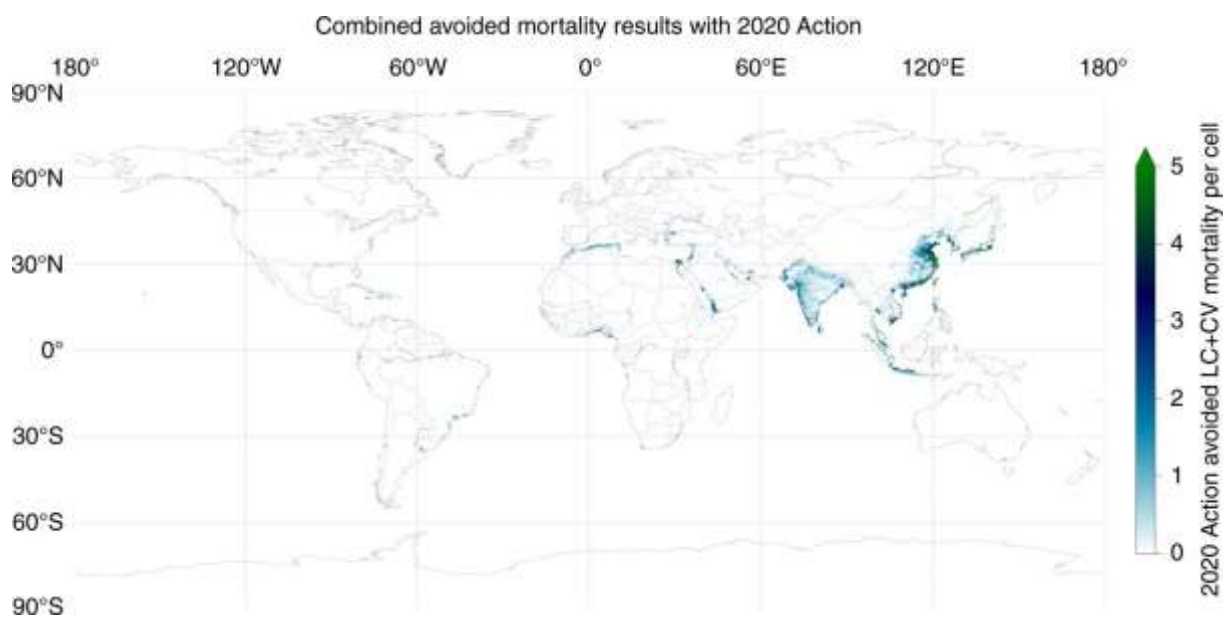 Combined avoided mortality results with 2020 Action
180° 120°W 60°W 0° 60°E 120°E 180°
90°N
60°N
30°N
0°
30°S
60°S
90°S
5
4
3
2
1
0
2020 Action avoided LC+CV mortality per cell